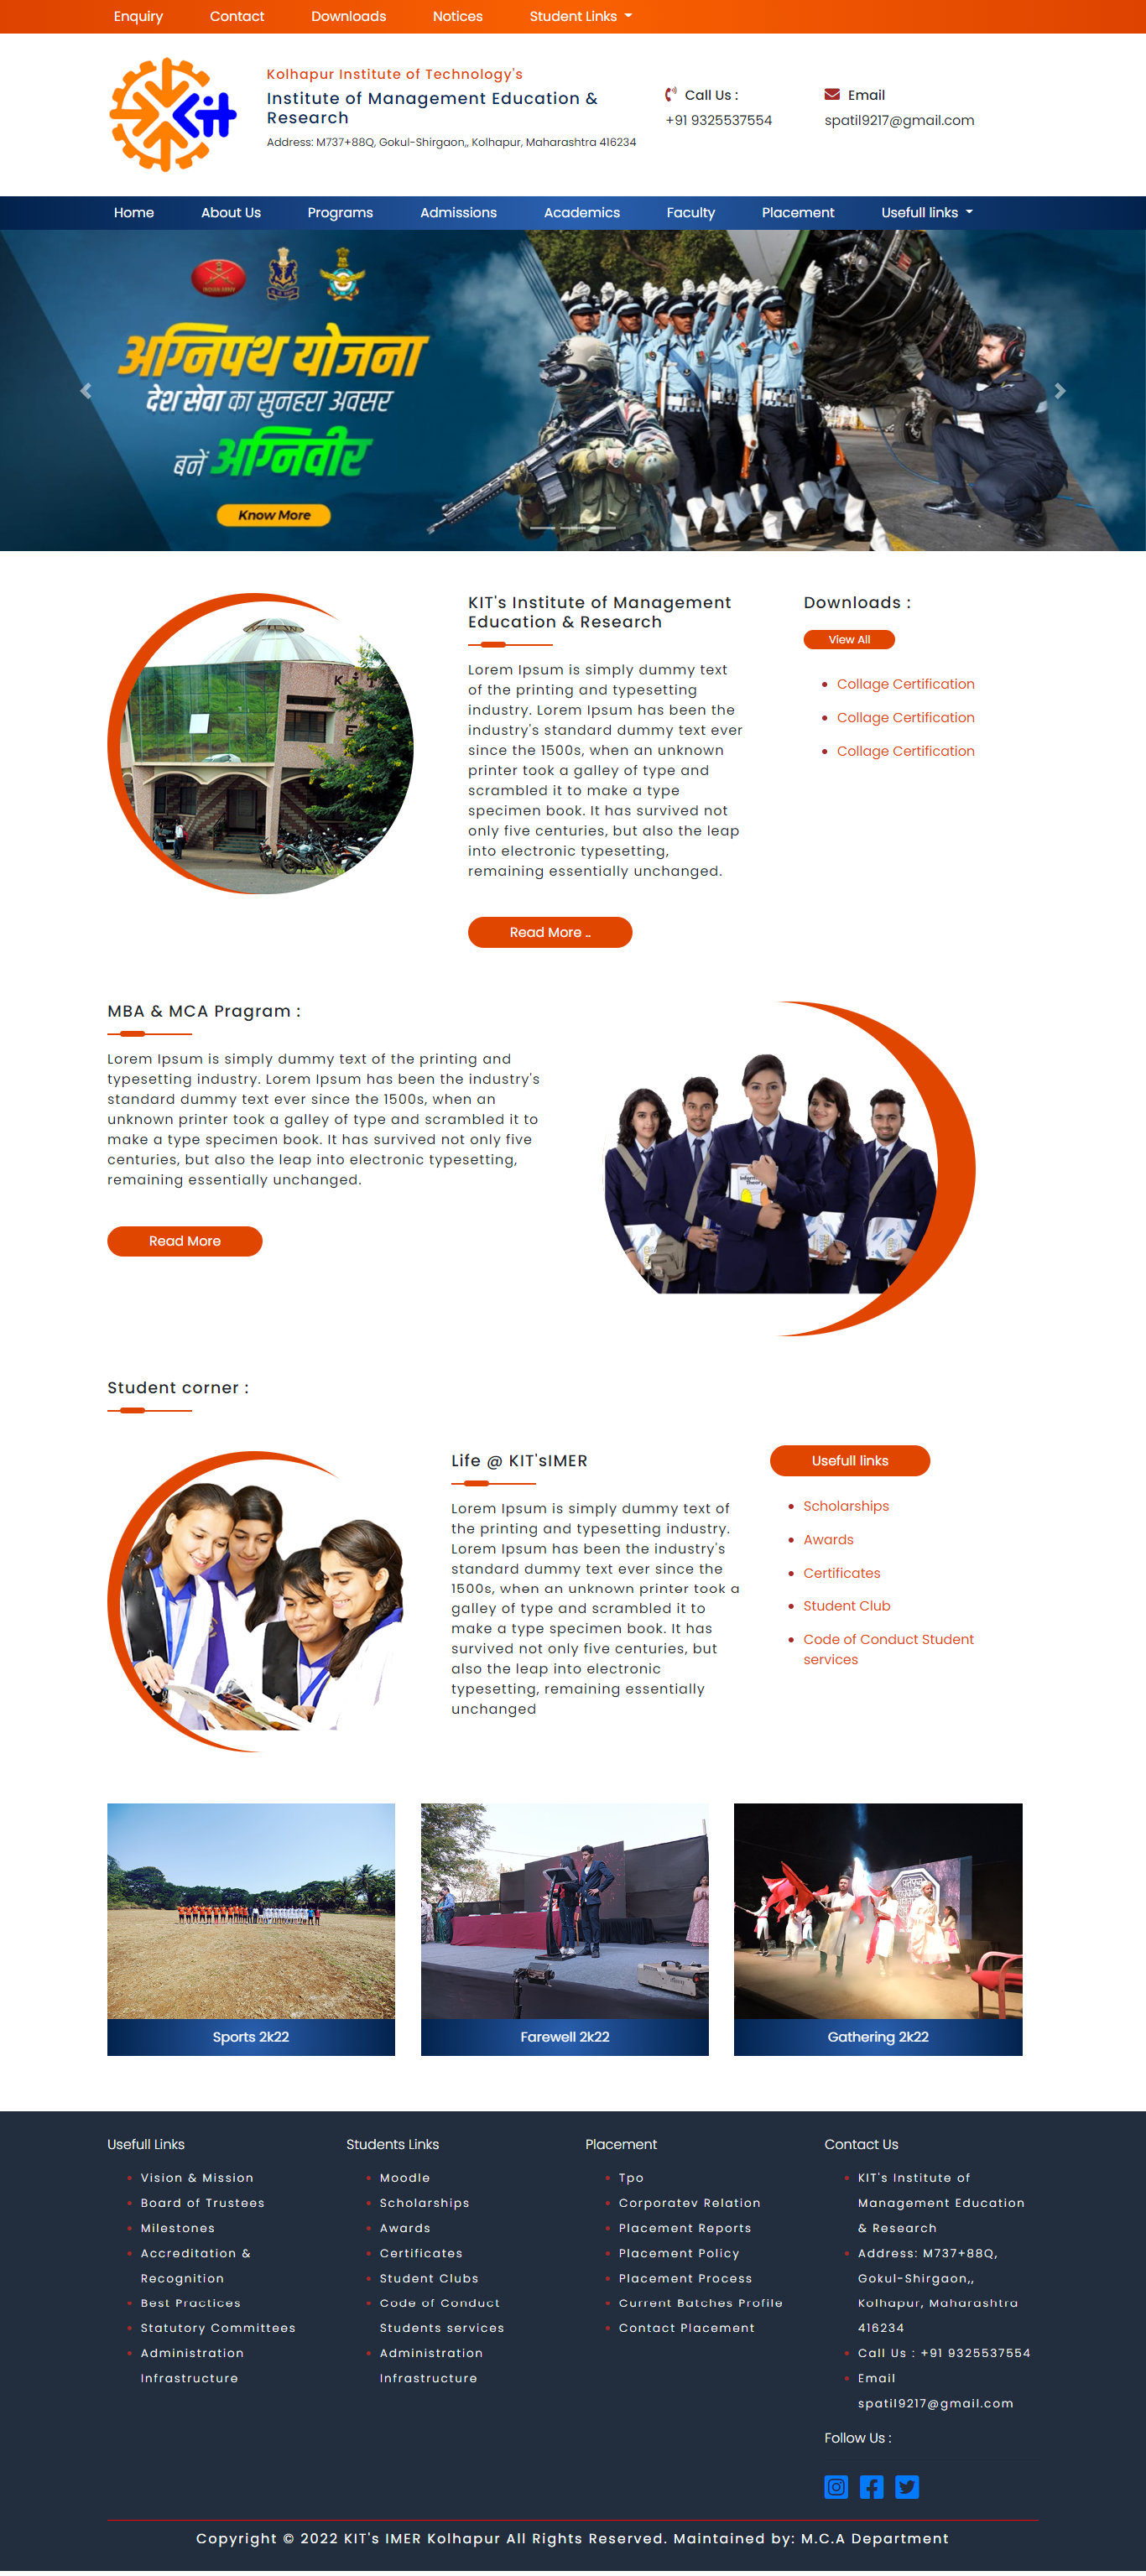 Enquiry Contact Downloads Notices Student Links
Kit
Kolhapur Institute of Technology's
Institute of Management Education &
Research
Address: M737+88Q, Gokul-Shirgaon,, Kolhapur, Maharashtra 416234
Call Us :
+91 9325537554
Email
spatil9217@gmail.com
Home About Us Programs Admissions Academics Faculty Placement Usefull links
अग्निपथ योजना
देश सेवा का सुनहरा अवसर
बनें अग्निवीर
Know More
KIT's Institute of Management
Education & Research
Lorem Ipsum is simply dummy text
of the printing and typesetting
industry. Lorem Ipsum has been the
industry's standard dummy text ever
since the 1500s, when an unknown
printer took a galley of type and
scrambled it to make a type
specimen book. It has survived not
only five centuries, but also the leap
into electronic typesetting,
remaining essentially unchanged.
Read More ..
Downloads :
View All
Collage Certification
Collage Certification
Collage Certification
MBA & MCA Pragram :
Lorem Ipsum is simply dummy text of the printing and
typesetting industry. Lorem Ipsum has been the industry's
standard dummy text ever since the 1500s, when an
unknown printer took a galley of type and scrambled it to
make a type specimen book. It has survived not only five
centuries, but also the leap into electronic typesetting,
remaining essentially unchanged.
Read More
Student corner :
Life @ KIT'sIMER
Lorem Ipsum is simply dummy text of
the printing and typesetting industry.
Lorem Ipsum has been the industry's
standard dummy text ever since the
1500s, when an unknown printer took a
galley of type and scrambled it to
make a type specimen book. It has
survived not only five centuries, but
also the leap into electronic
typesetting, remaining essentially
unchanged
Usefull links
Scholarships
Awards
Certificates
Student Club
Code of Conduct Student
services
Sports 2k22
Farewell 2k22
Gathering 2k22
Usefull Links
Vision & Mission
Board of Trustees
Milestones
Accreditation &
Recognition
Best Practices
Statutory Committees
Administration
Infrastructure
Students Links
Moodle
Scholarships
Awards
Certificates
Student Clubs
Code of Conduct
Students services
Administration
Infrastructure
Placement
Tpo
Corporatev Relation
Placement Reports
Placement Policy
Placement Process
Current Batches Profile
Contact Placement
Contact Us
KIT's Institute of
Management Education
& Research
Address: M737+88Q,
Gokul-Shirgaon,,
Kolhapur, Maharashtra
416234
Call Us : +91 9325537554
Email
spatil9217@gmail.com
Follow Us :
Copyright © 2022 KIT's IMER Kolhapur All Rights Reserved. Maintained by: M.C.A Department